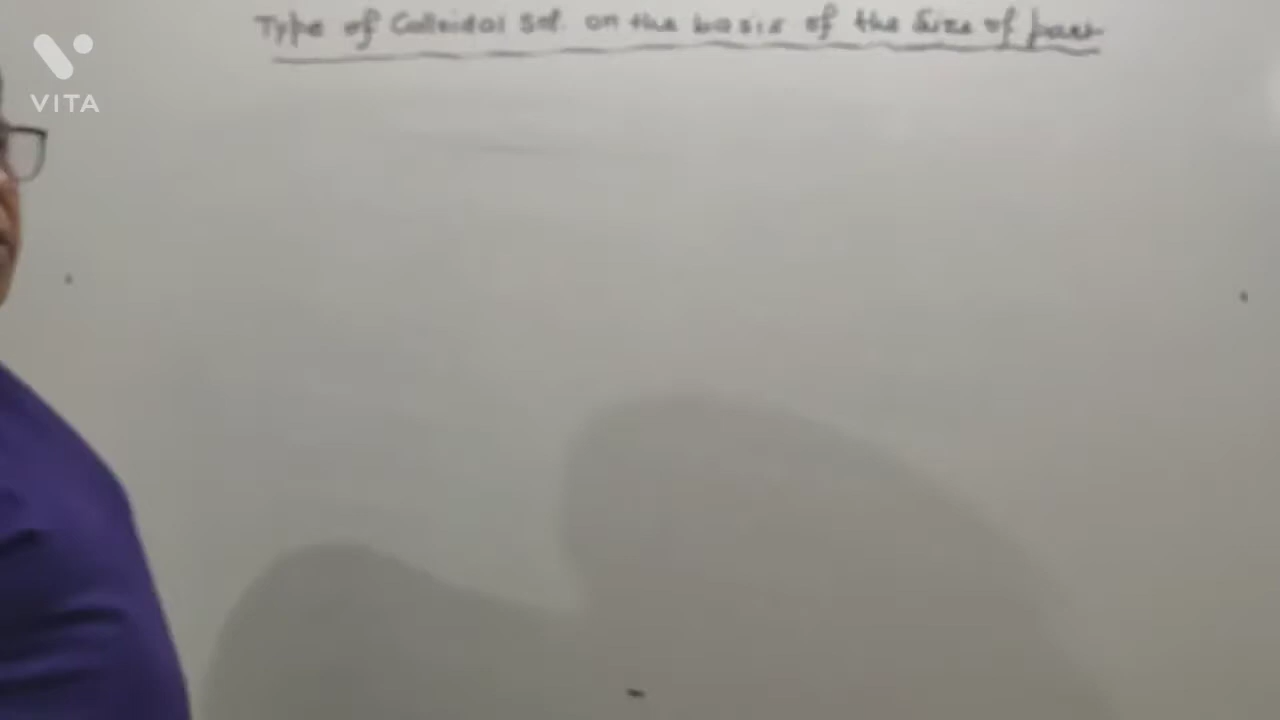 VITA
Type of Colloidal Sol. on the basis of the Size of part